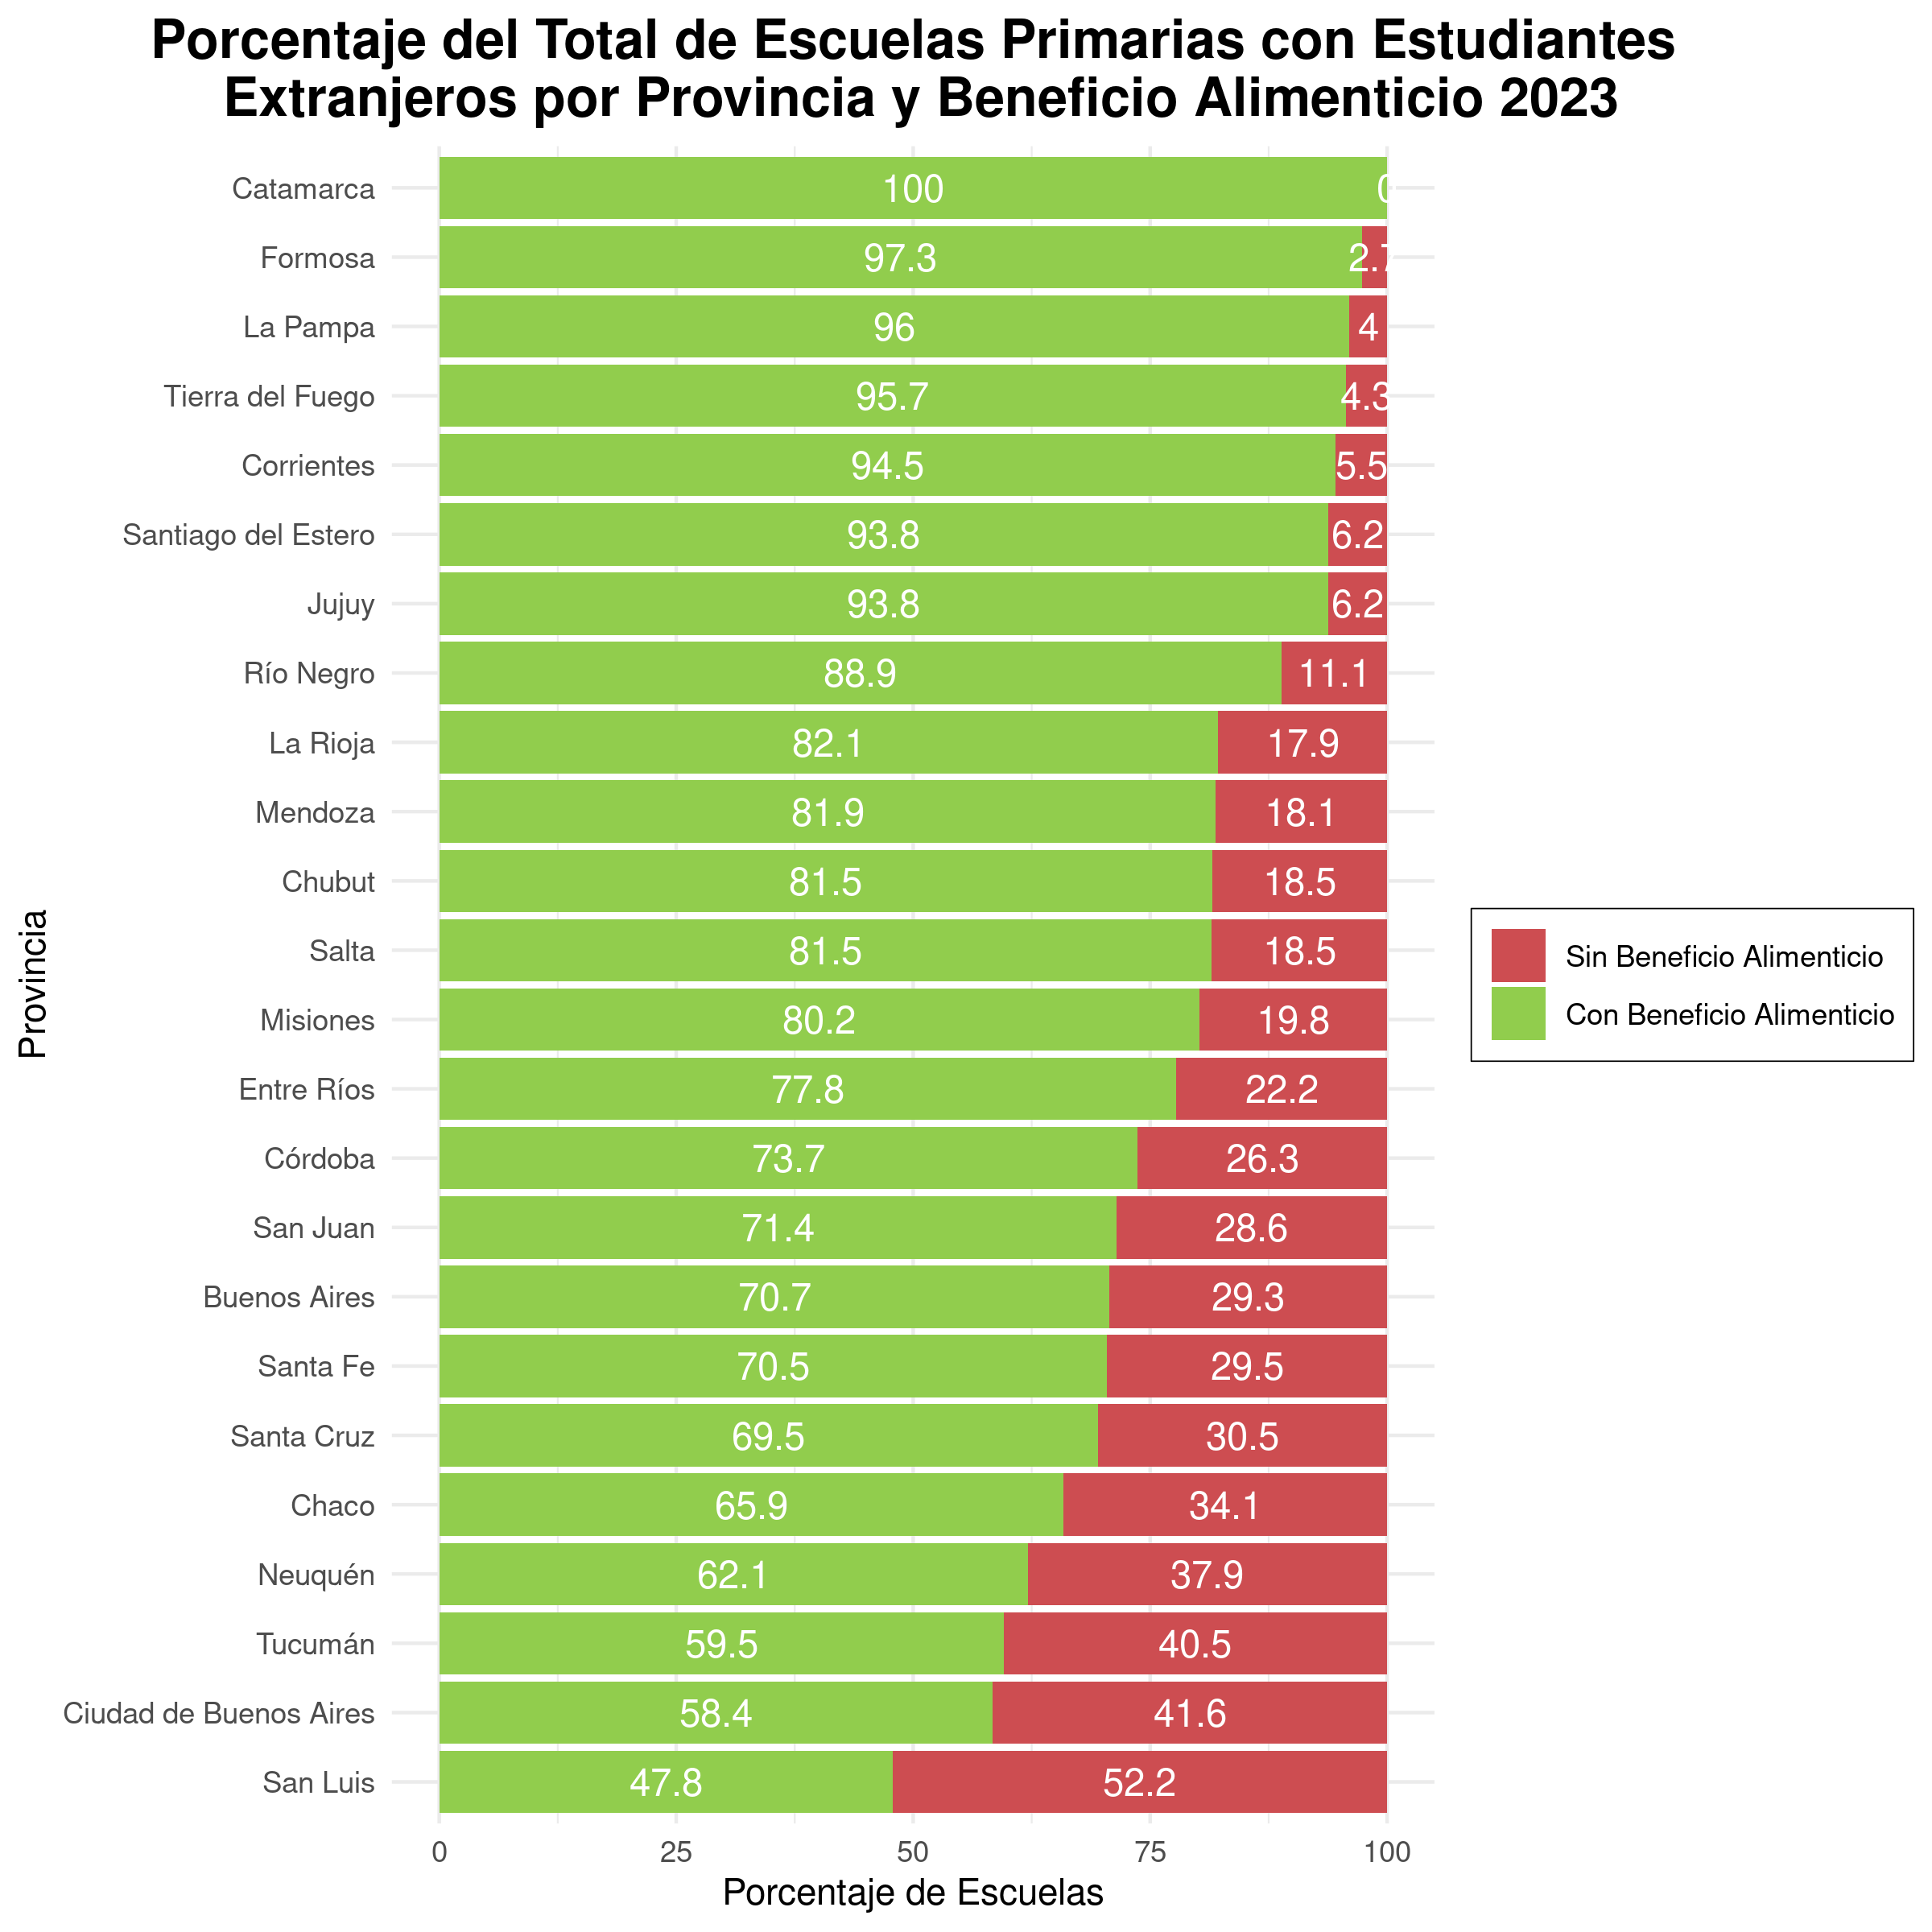 Porcentaje del Total de Escuelas Primarias con Estudiantes
Extranjeros por Provincia y Beneficio Alimenticio 2023
Catamarca 100 0
Formosa 97.3 2.7
La Pampa 96 4
Tierra del Fuego 95.7 4.3
Corrientes 94.5 5.5
Santiago del Estero 93.8 6.2
Jujuy 93.8 6.2
Río Negro 88.9 11.1
La Rioja 82.1 17.9
Mendoza 81.9 18.1
Chubut 81.5 18.5
Salta 81.5 18.5
Misiones 80.2 19.8
Entre Ríos 77.8 22.2
Córdoba 73.7 26.3
San Juan 71.4 28.6
Buenos Aires 70.7 29.3
Santa Fe 70.5 29.5
Santa Cruz 69.5 30.5
Chaco 65.9 34.1
Neuquén 62.1 37.9
Tucumán 59.5 40.5
Ciudad de Buenos Aires 58.4 41.6
San Luis 47.8 52.2
0 25 50 75 100
Porcentaje de Escuelas
Provincia
Sin Beneficio Alimenticio
Con Beneficio Alimenticio